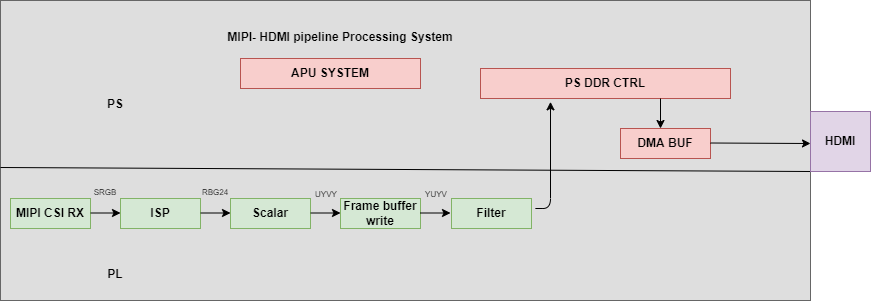 MIPI- HDMI pipeline Processing System
APU SYSTEM
PS DDR CTRL
PS
DMA BUF
HDMI
SRGB
RBG24
UYVY
YUYV
MIPI CSI RX
ISP
Scalar
Frame buffer
write
Filter
PL